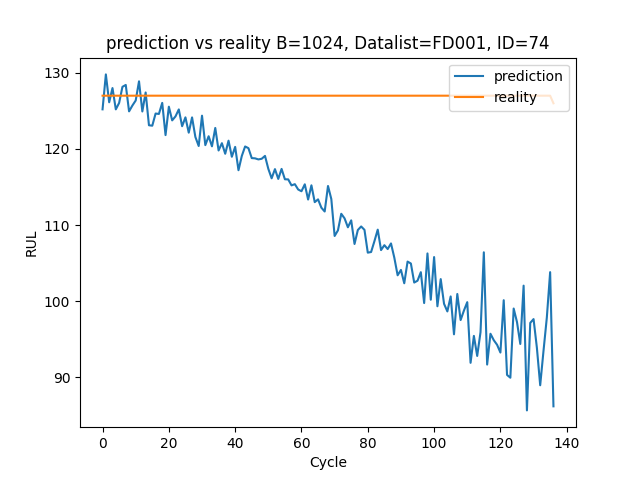 prediction vs reality B=1024, Datalist=FD001, ID=74
prediction
reality
RUL
130
120
110
100
90
0 20 40 60 80 100 120 140
Cycle